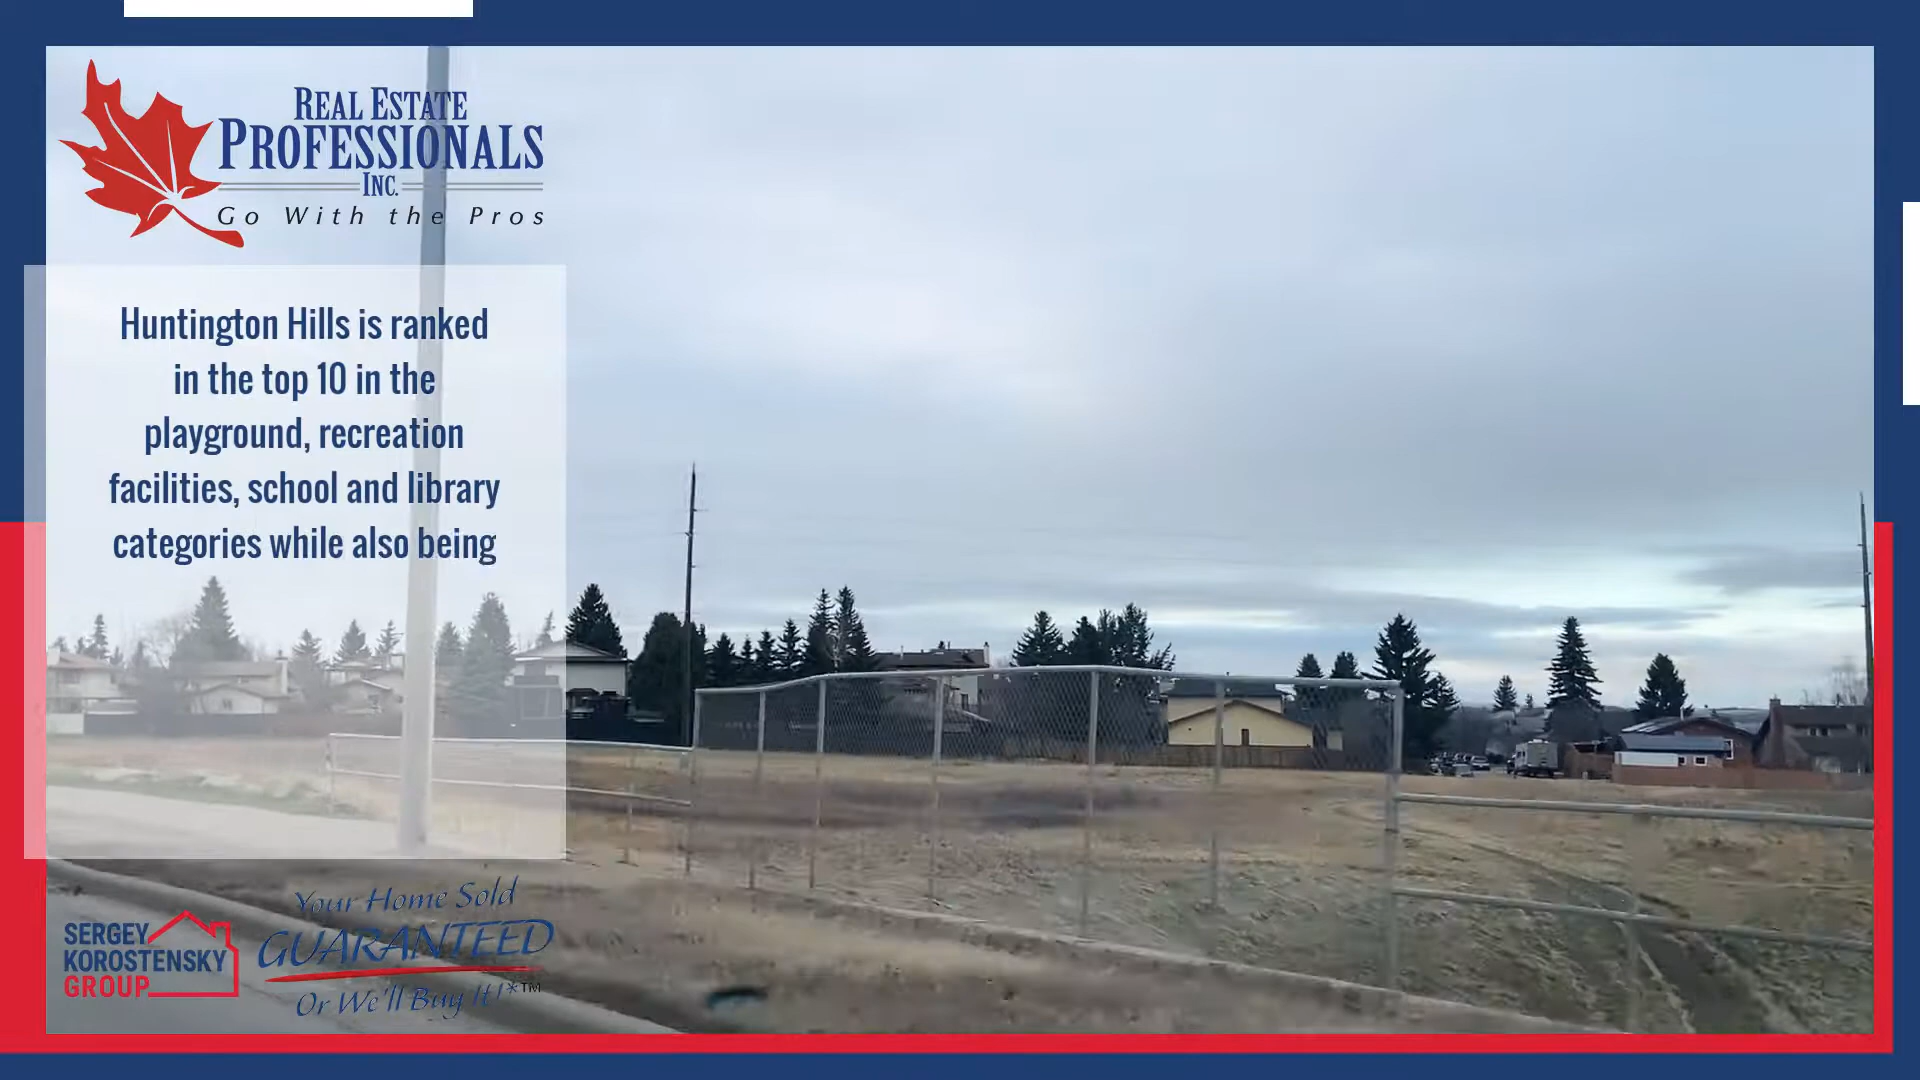 REAL ESTATE
PROFESSIONALS
INC.
Go With the Pros
Huntington Hills is ranked
in the top 10 in the
playground, recreation
facilities, school and library
categories while also being
SERGEY
KOROSTENSKY
GROUP
Your Home Sold
GUARANTEED
Or We'll Buy It!*™